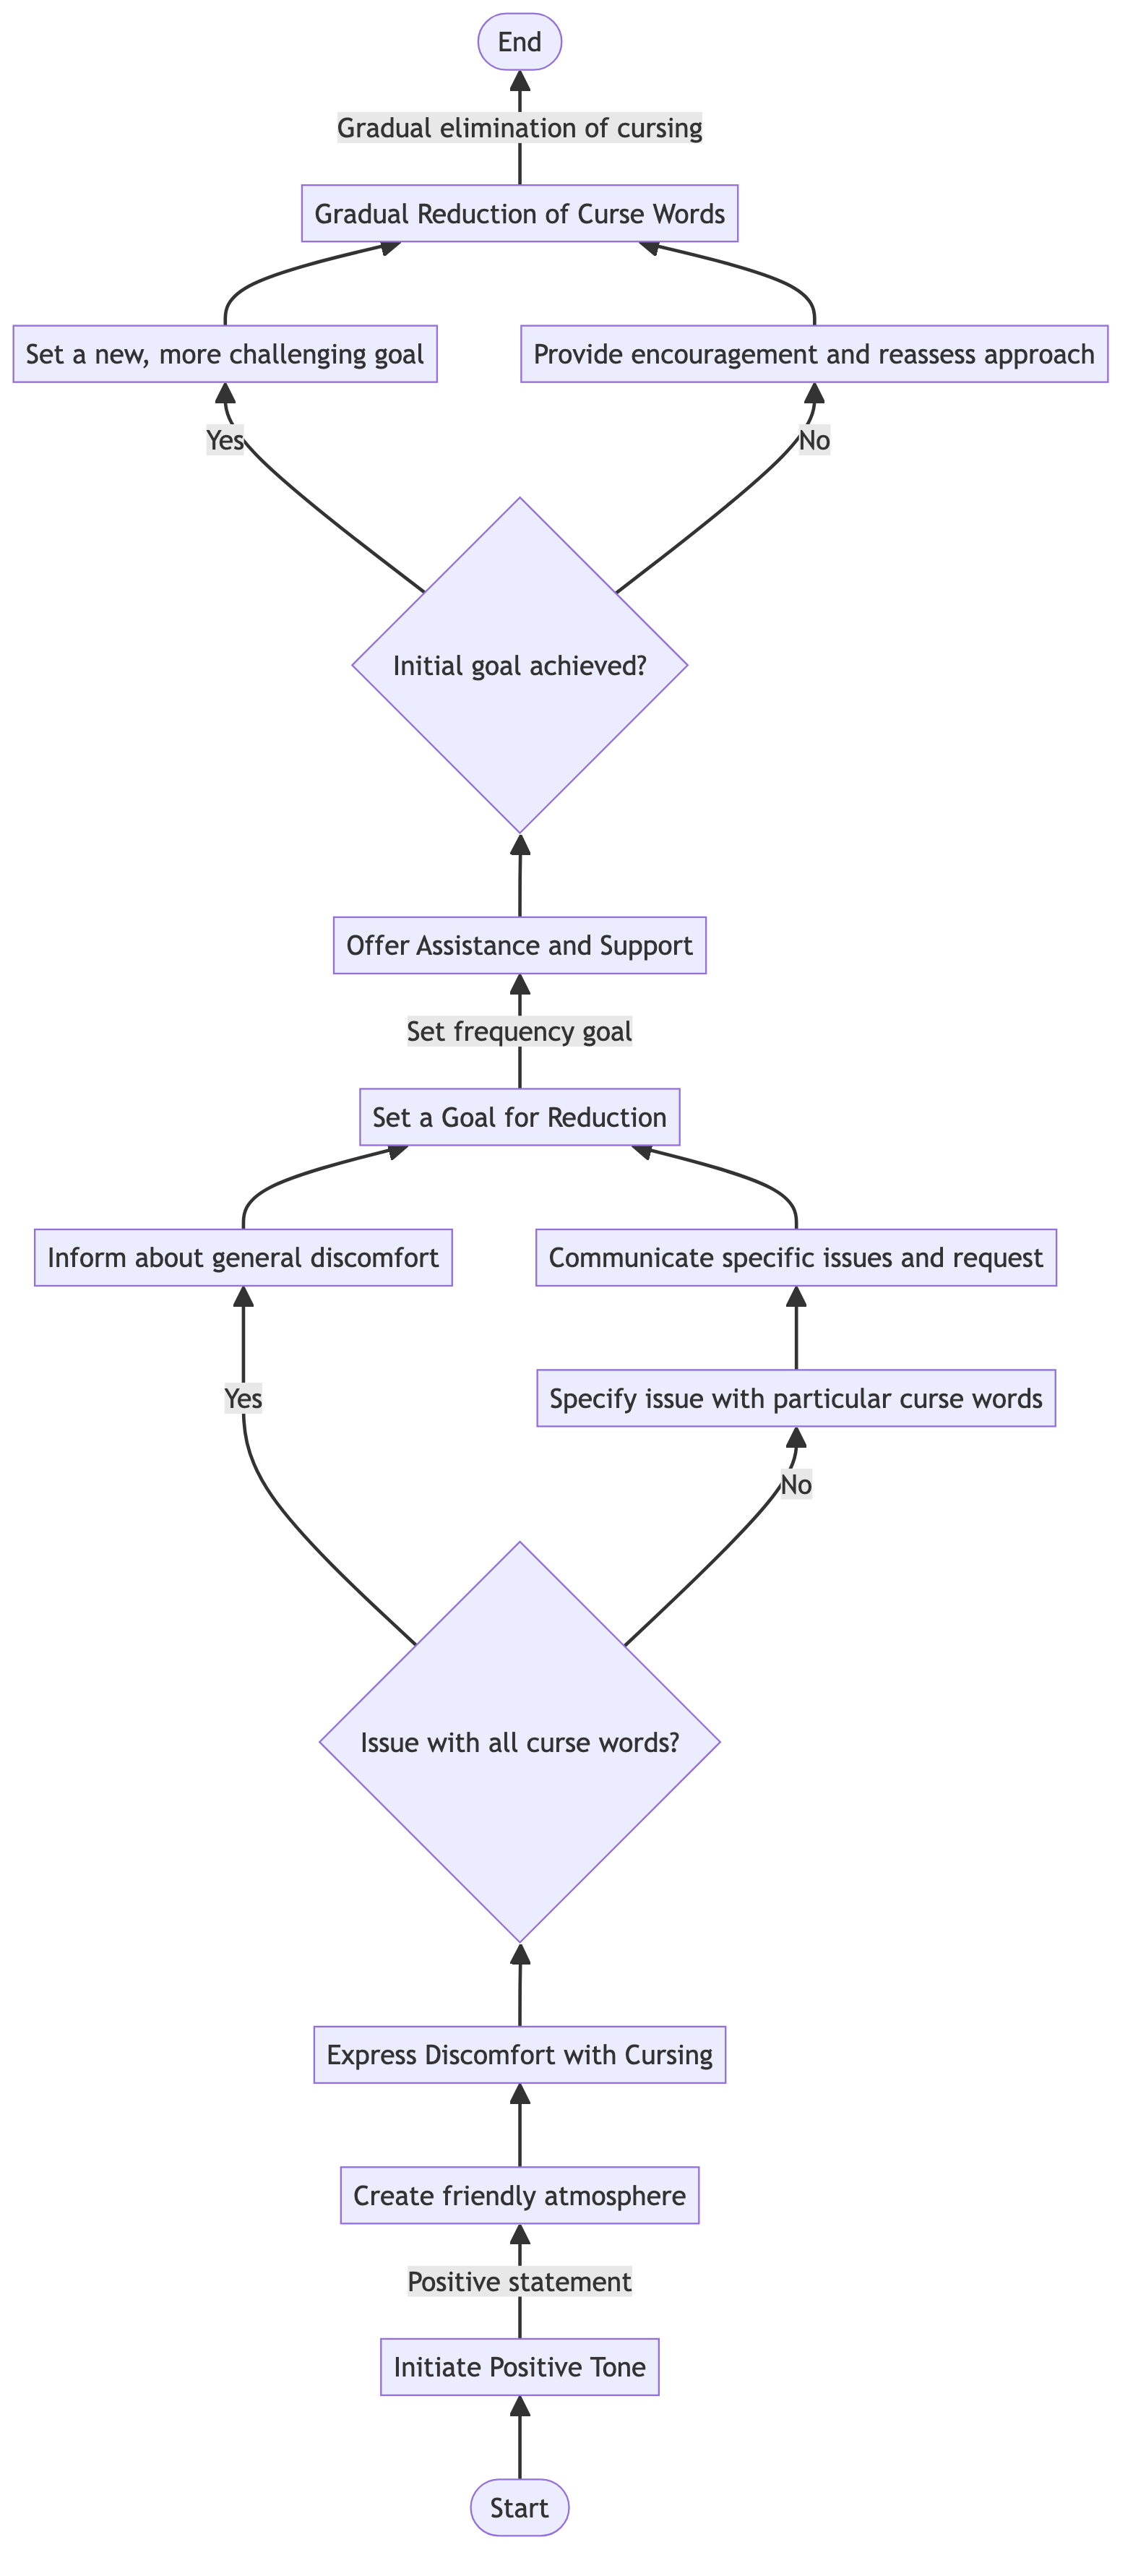 End
Gradual elimination of cursing
Gradual Reduction of Curse Words
Set a new, more challenging goal
Provide encouragement and reassess approach
Yes
No
Initial goal achieved?
Offer Assistance and Support
Set frequency goal
Set a Goal for Reduction
Inform about general discomfort
Communicate specific issues and request
Yes
Specify issue with particular curse words
No
Issue with all curse words?
Express Discomfort with Cursing
Create friendly atmosphere
Positive statement
Initiate Positive Tone
Start